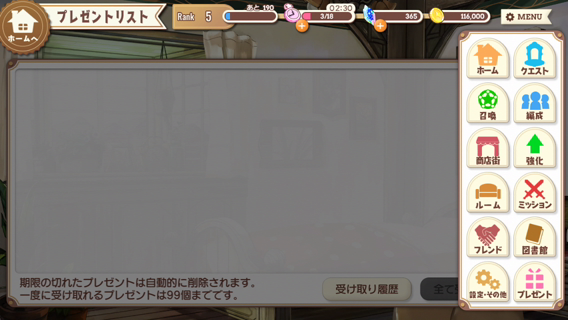 プレゼントリスト
Rank 5
あと 190
02:30
3/18
365
116,000
MENU
ホームへ
ホーム
クエスト
召喚
編成
商店街
強化
ルーム
ミッション
フレンド
図書館
設定・その他
プレゼント
期限の切れたプレゼントは自動的に削除されます。
一度に受け取れるプレゼントは99個までです。
受け取り履歴
全て